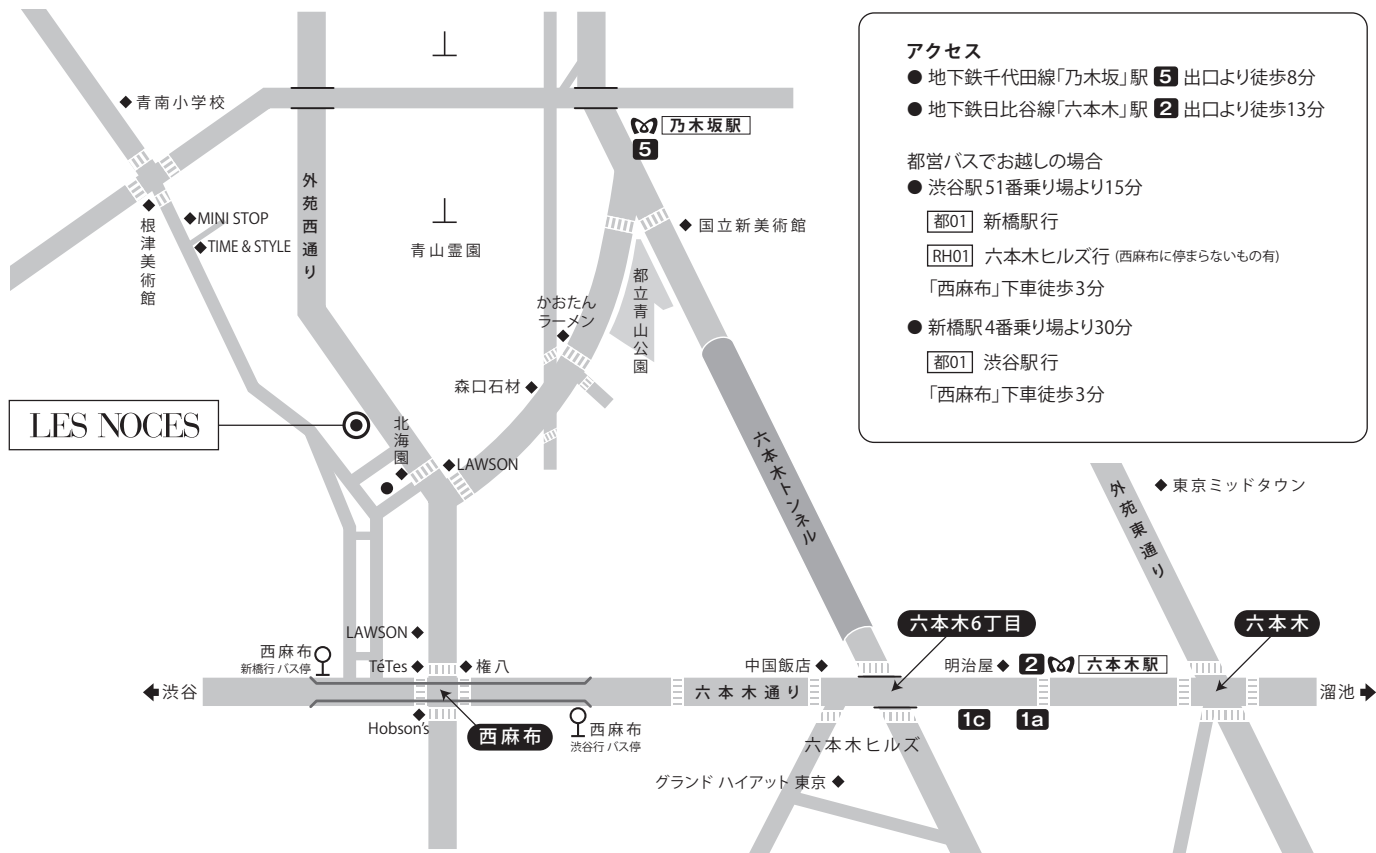 アクセス
● 地下鉄千代田線「乃木坂」駅 5 出口より徒歩8分
● 地下鉄日比谷線「六本木」駅 2 出口より徒歩13分
都営バスでお越しの場合
● 渋谷駅51番乗り場より15分
都01 新橋駅行
RH01 六本木ヒルズ行 (西麻布に停まらないもの有)
「西麻布」下車徒歩3分
● 新橋駅4番乗り場より30分
都01 渋谷駅行
「西麻布」下車徒歩3分
青南小学校
乃木坂駅
5
外苑西通り
MINI STOP
TIME & STYLE
根津美術館
青山霊園
国立新美術館
都立青山公園
かおたん
ラーメン
森口石材
LES NOCES
北海園
LAWSON
六本木トンネル
外苑東通り
東京ミッドタウン
六本木6丁目
六本木
LAWSON
西麻布
新橋行 バス停
TéTes
権八
中国飯店
明治屋
2
六本木駅
渋谷
六本木通り
溜池
Hobson's
西麻布
西麻布
渋谷行 バス停
1c
1a
六本木ヒルズ
グランド ハイアット 東京